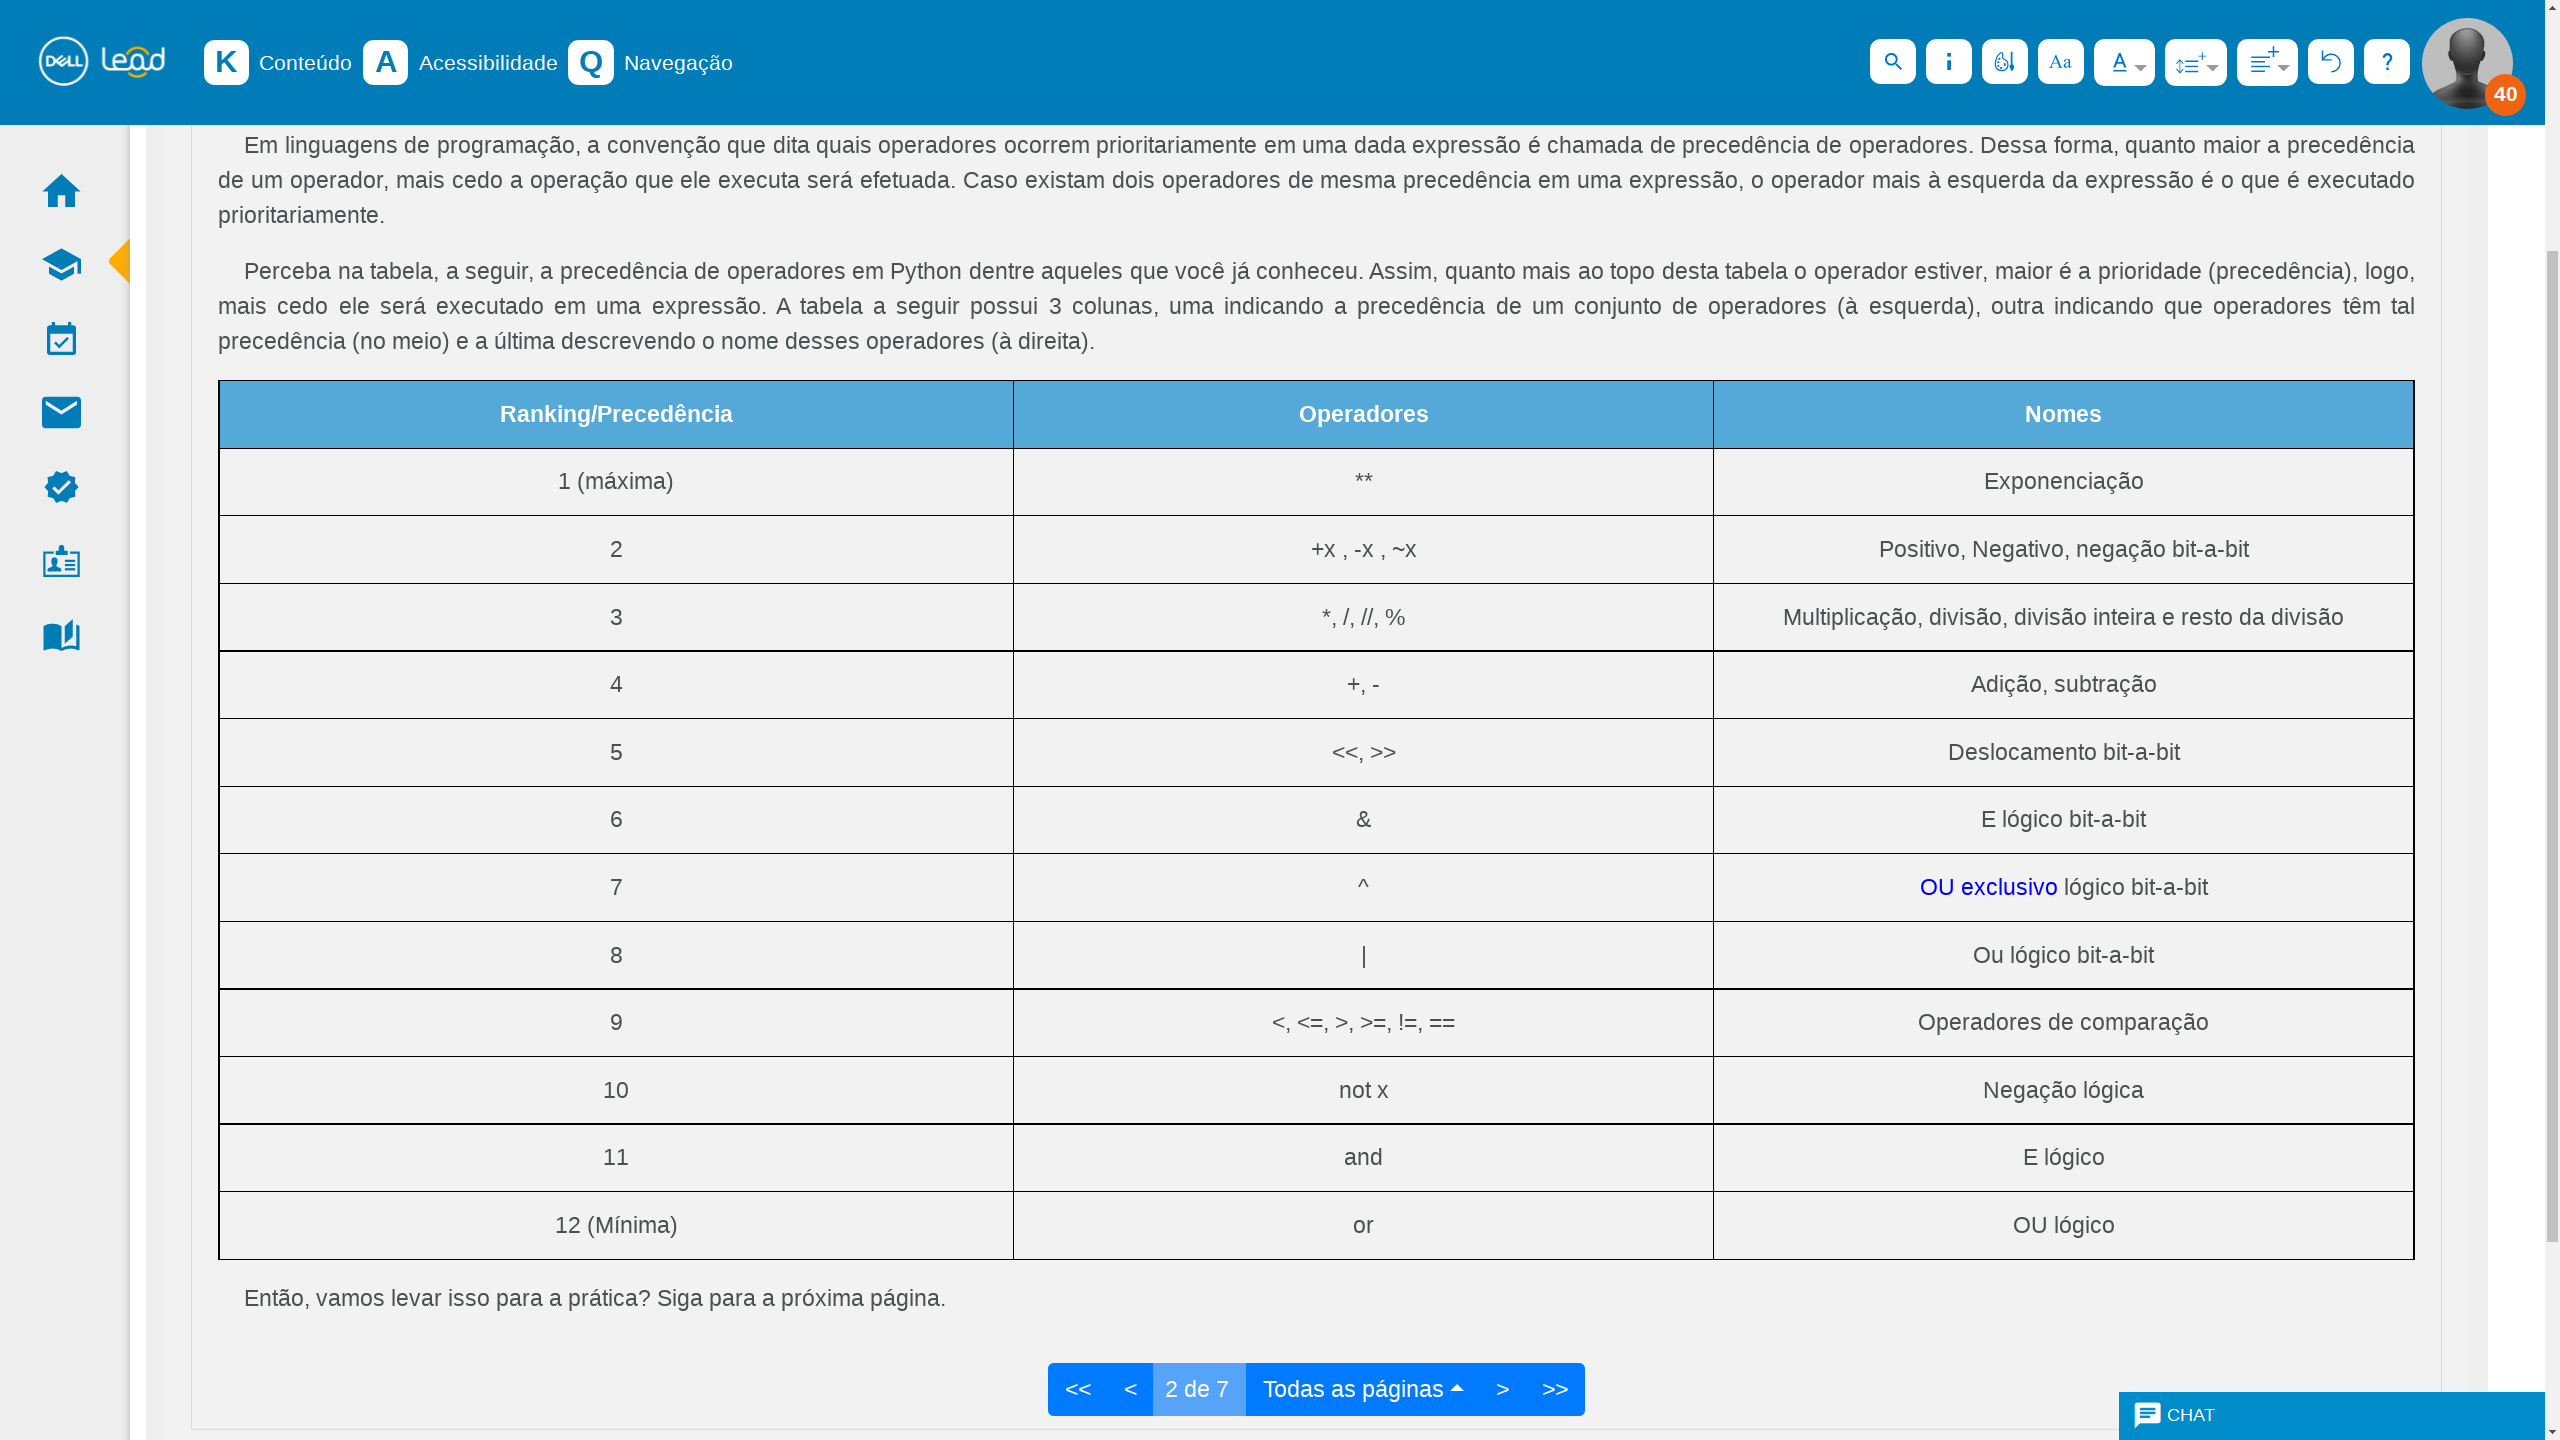 DELL Lead K Conteúdo A Acessibilidade Q Navegação Aa A ? 40
Em linguagens de programação, a convenção que dita quais operadores ocorrem prioritariamente em uma dada expressão é chamada de precedência de operadores. Dessa forma, quanto maior a precedência
de um operador, mais cedo a operação que ele executa será efetuada. Caso existam dois operadores de mesma precedência em uma expressão, o operador mais à esquerda da expressão é o que é executado
prioritariamente.
Perceba na tabela, a seguir, a precedência de operadores em Python dentre aqueles que você já conheceu. Assim, quanto mais ao topo desta tabela o operador estiver, maior é a prioridade (precedência), logo,
mais cedo ele será executado em uma expressão. A tabela a seguir possui 3 colunas, uma indicando a precedência de um conjunto de operadores (à esquerda), outra indicando que operadores têm tal
precedência (no meio) e a última descrevendo o nome desses operadores (à direita).
Ranking/Precedência Operadores Nomes
1 (máxima) ** Exponenciação
2 +x , -x , ~x Positivo, Negativo, negação bit-a-bit
3 *, /, //, % Multiplicação, divisão, divisão inteira e resto da divisão
4 +, - Adição, subtração
5 <<, >> Deslocamento bit-a-bit
6 & E lógico bit-a-bit
7 ^ OU exclusivo lógico bit-a-bit
8 | Ou lógico bit-a-bit
9 <, <=, >, >=, !=, == Operadores de comparação
10 not x Negação lógica
11 and E lógico
12 (Mínima) or OU lógico
Então, vamos levar isso para a prática? Siga para a próxima página.
<< < 2 de 7 Todas as páginas > >>
CHAT